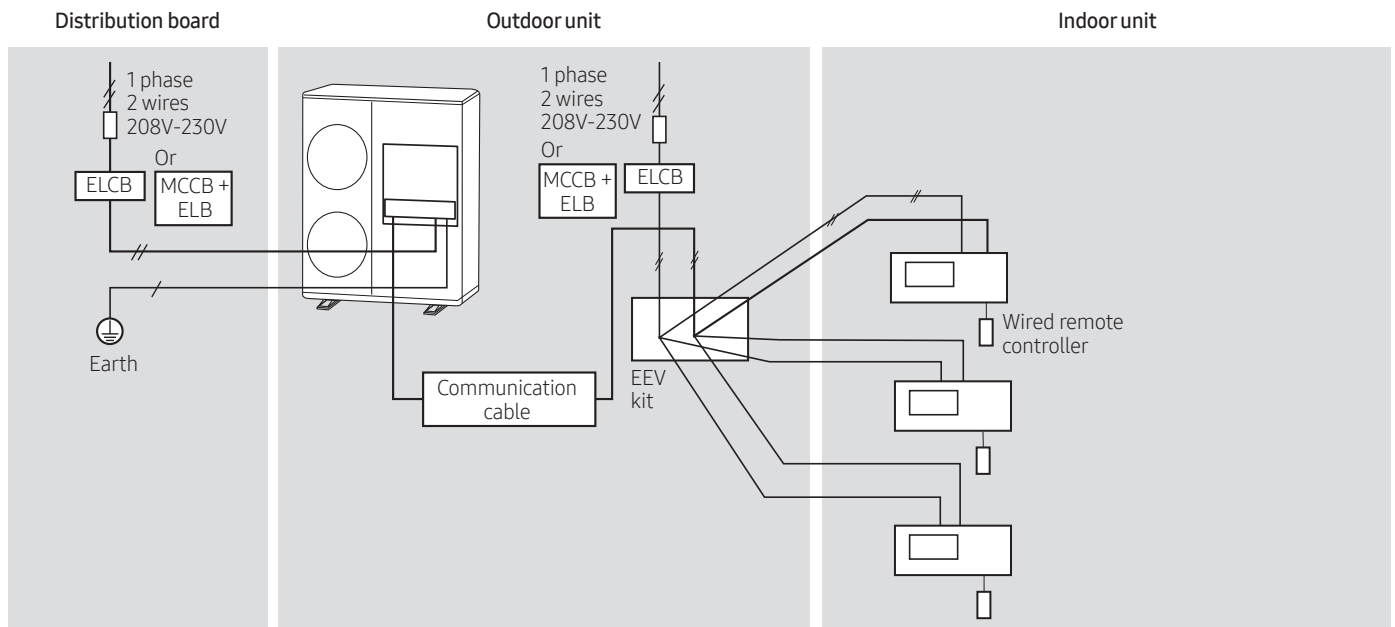 Distribution board
Outdoor unit
Indoor unit
1 phase
2 wires
208V-230V
Or
ELCB
MCCB +
ELB
Earth
1 phase
2 wires
208V-230V
Or
MCCB +
ELB
ELCB
Communication
cable
EEV
kit
Wired remote
controller